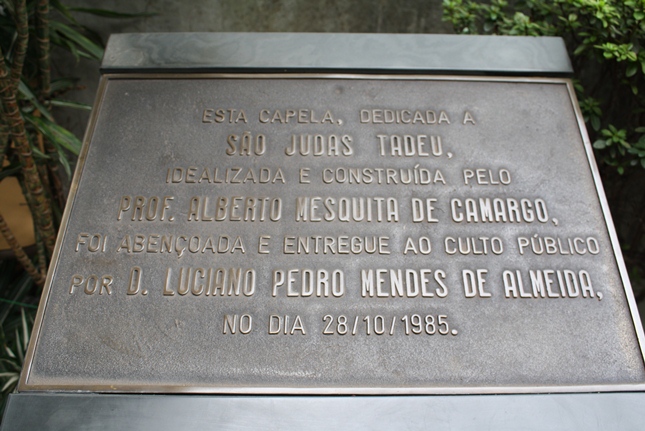 ESTA CAPELA, DEDICADA A
SÃO JUDAS TADEU,
IDEALIZADA E CONSTRUÍDA PELO
PROF. ALBERTO MESQUITA DE CAMARGO,
FOI ABENÇOADA E ENTREGUE AO CULTO PÚBLICO
POR D. LUCIANO PEDRO MENDES DE ALMEIDA,
NO DIA 28/10/1985.